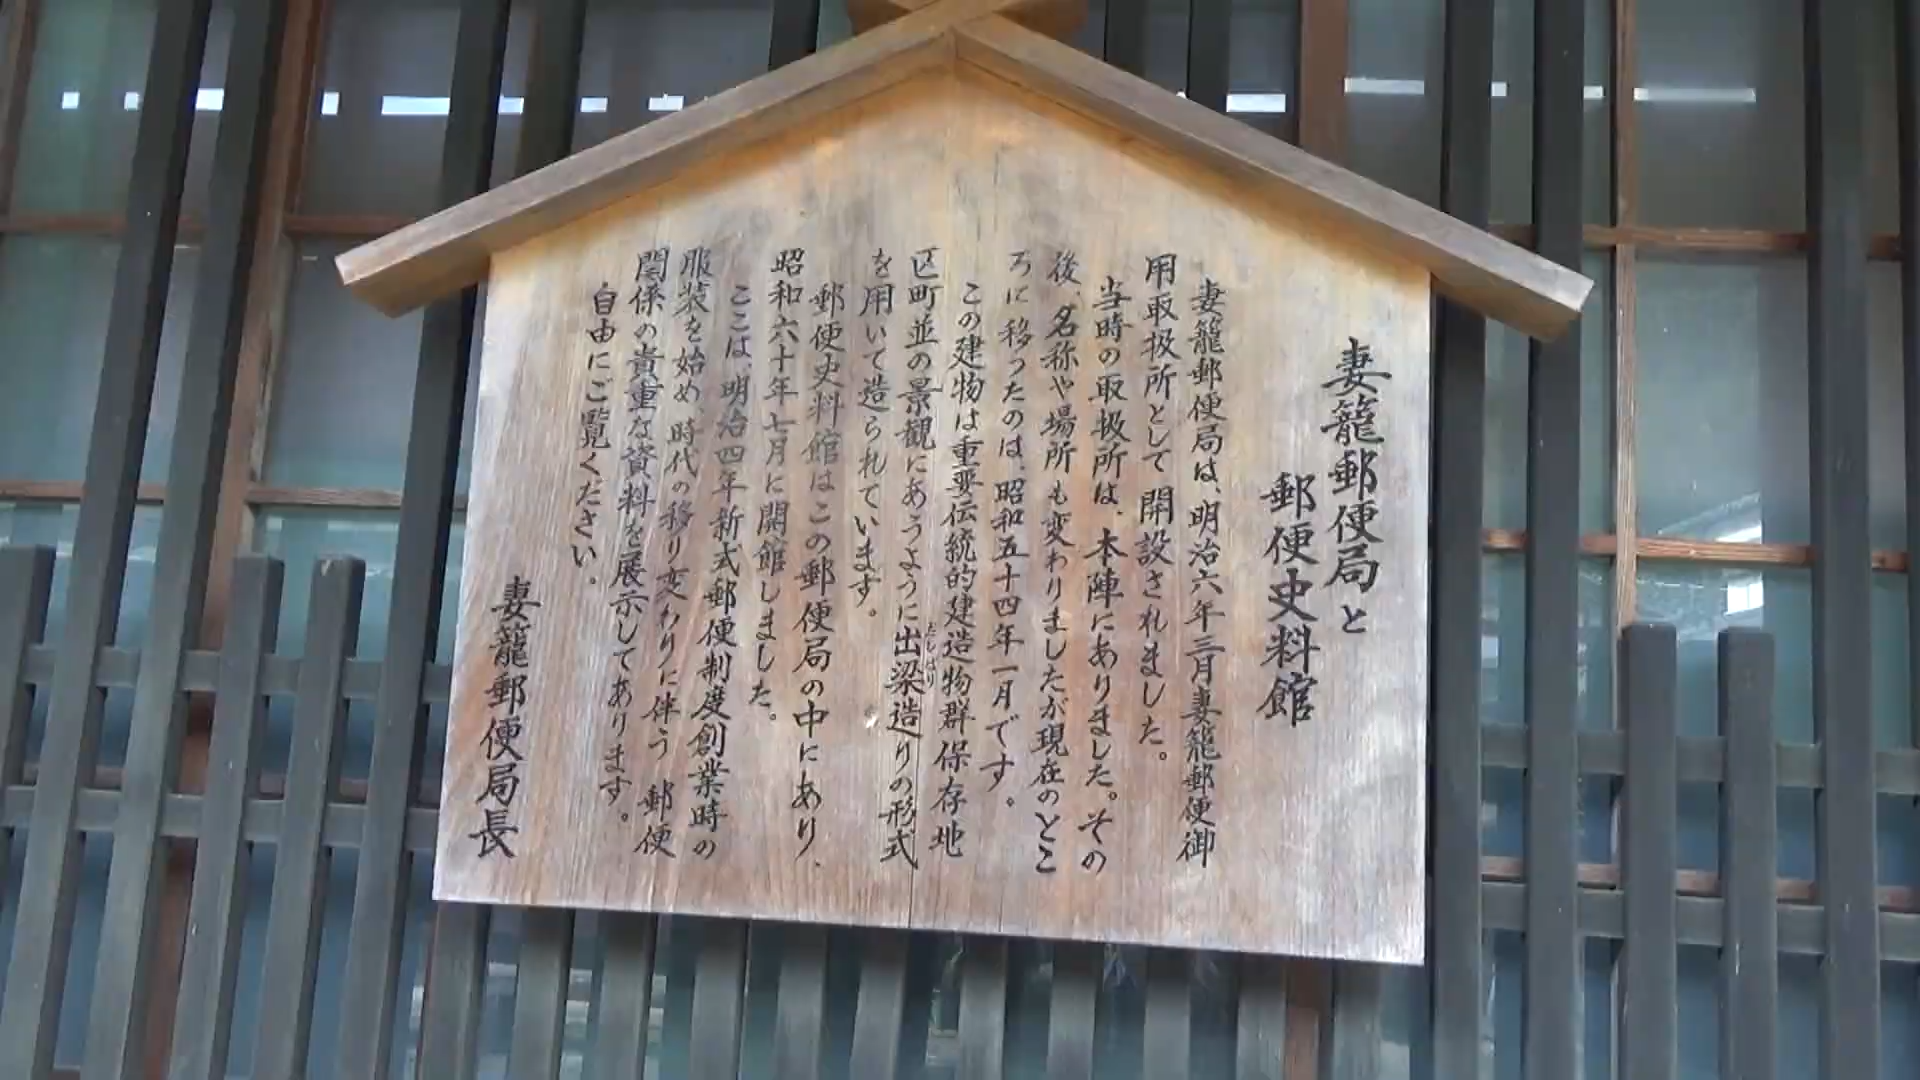 妻籠郵便局と
郵便史料館
妻籠郵便局は、明治六年三月妻籠郵便御
用取扱所として開設されました。
当時の取扱所は、本陣にありました。その
後、名称や場所も変わりましたが現在のとこ
ろに移ったのは、昭和五十四年一月です。
この建物は重要伝統的建造物群保存地
区町並の景観にあうように出梁造りの形式
だしばり
を用いて造られています。
郵便史料館はこの郵便局の中にあり、
昭和六十年七月に開館しました。
ここは、明治四年新式郵便制度創業時の
服装を始め、時代の移り変わりに伴う郵便
関係の貴重な資料を展示してあります。
自由にご覧ください。
妻籠郵便局長